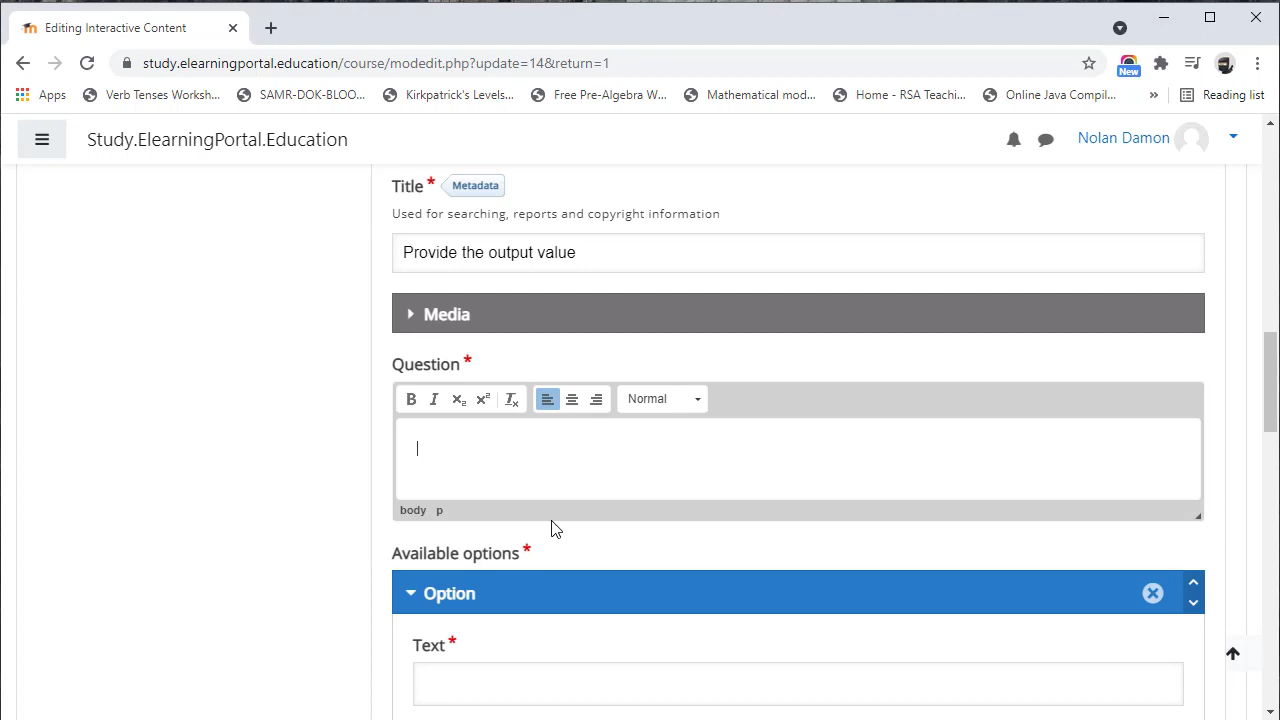 Editing Interactive Content
study.elearningportal.education/course/modedit.php?update=14&return=1
New
Apps Verb Tenses Worksh... SAMR-DOK-BLOO... Kirkpatrick's Levels... Free Pre-Algebra W... Mathematical mod... Home - RSA Teachi... Online Java Compil... » Reading list
Study.ElearningPortal.Education Nolan Damon
Title * Metadata
Used for searching, reports and copyright information
Provide the output value
Media
Question *
B I x₂ x² Tx Normal
body p
Available options *
Option
Text *